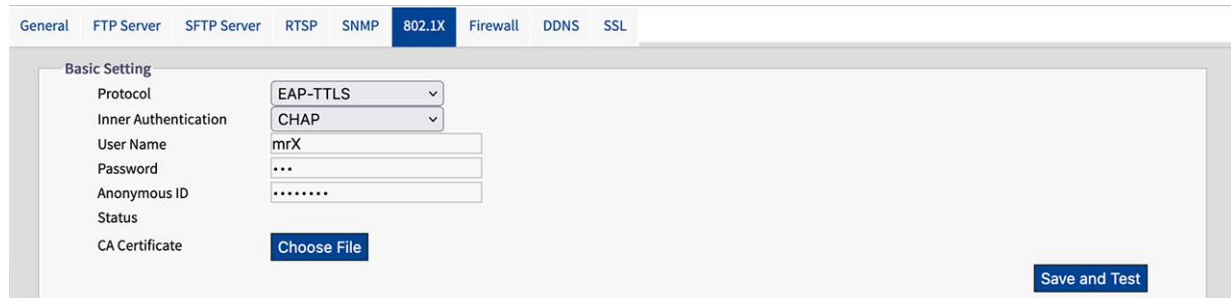 General FTP Server SFTP Server RTSP SNMP 802.1X Firewall DDNS SSL
Basic Setting
Protocol EAP-TTLS
Inner Authentication CHAP
User Name mrX
Password •••
Anonymous ID ••••••••
Status
CA Certificate Choose File
Save and Test